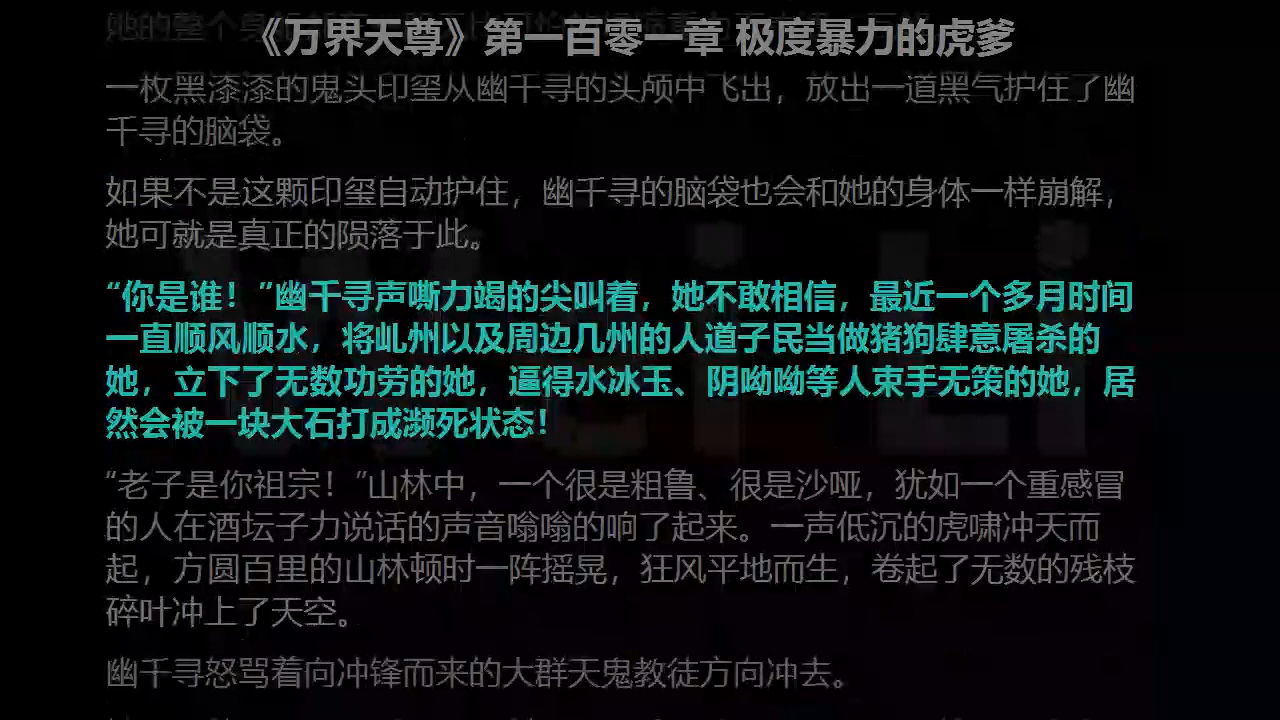 《万界天尊》第一百零一章 极度暴力的虎爹
一枚黑漆漆的鬼头印玺从幽千寻的头颅中飞出，放出一道黑气护住了幽
千寻的脑袋。
如果不是这颗印玺自动护住，幽千寻的脑袋也会和她的身体一样崩解，
她可就是真正的陨落于此。
“你是谁！”幽千寻声嘶力竭的尖叫着，她不敢相信，最近一个多月时间
一直顺风顺水，将乢州以及周边几州的人道子民当做猪狗肆意屠杀的
她，立下了无数功劳的她，逼得水冰玉、阴呦呦等人束手无策的她，居
然会被一块大石打成濒死状态！
“老子是你祖宗！”山林中，一个很是粗鲁、很是沙哑，犹如一个重感冒
的人在酒坛子力说话的声音嗡嗡的响了起来。一声低沉的虎啸冲天而
起，方圆百里的山林顿时一阵摇晃，狂风平地而生，卷起了无数的残枝
碎叶冲上了天空。
幽千寻怒骂着向冲锋而来的大群天鬼教徒方向冲去。